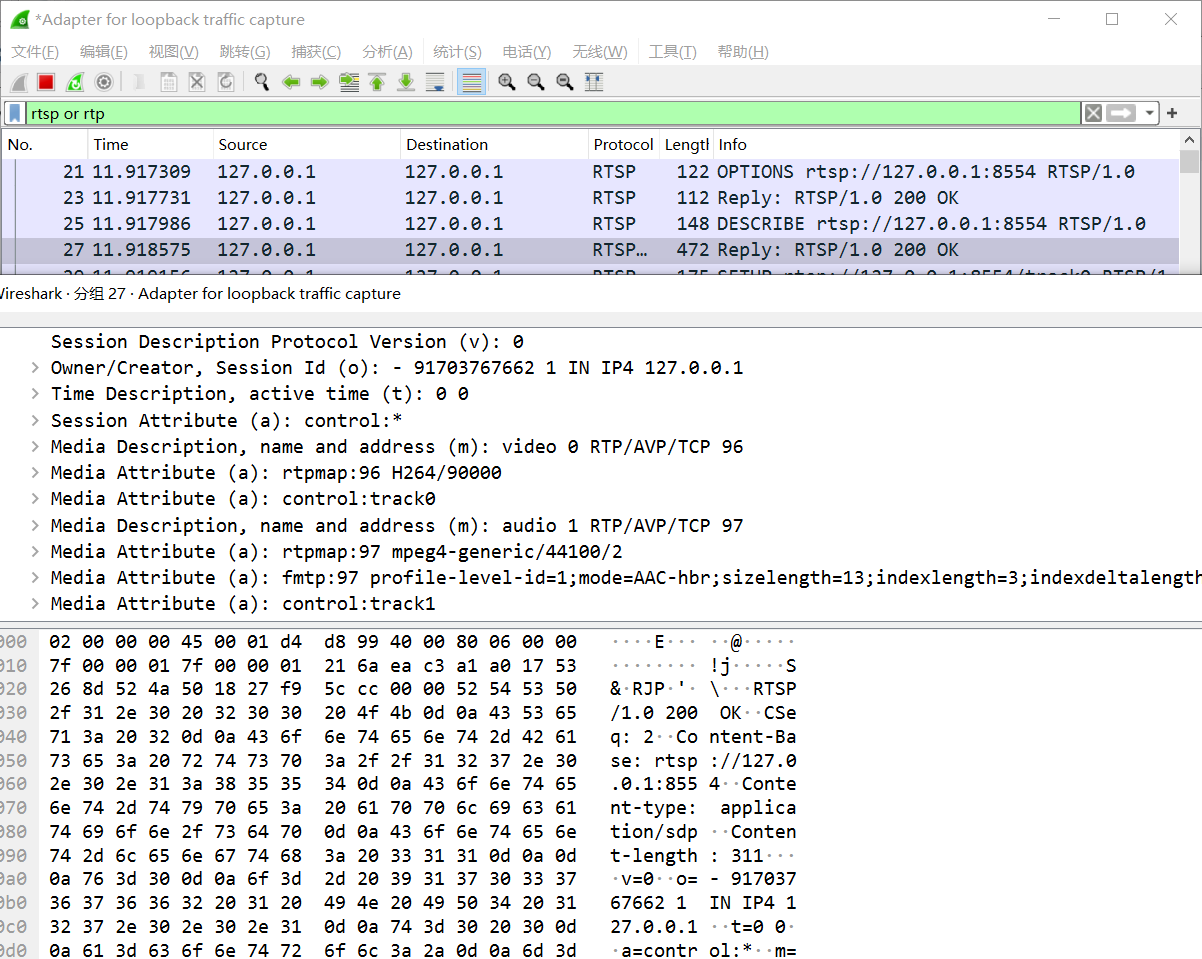 *Adapter for loopback traffic capture
文件(F) 编辑(E) 视图(V) 跳转(G) 捕获(C) 分析(A) 统计(S) 电话(Y) 无线(W) 工具(T) 帮助(H)
rtsp or rtp
No. Time Source Destination Protocol Lengtl Info
21 11.917309 127.0.0.1 127.0.0.1 RTSP 122 OPTIONS rtsp://127.0.0.1:8554 RTSP/1.0
23 11.917731 127.0.0.1 127.0.0.1 RTSP 112 Reply: RTSP/1.0 200 OK
25 11.917986 127.0.0.1 127.0.0.1 RTSP 148 DESCRIBE rtsp://127.0.0.1:8554 RTSP/1.0
27 11.918575 127.0.0.1 127.0.0.1 RTSP… 472 Reply: RTSP/1.0 200 OK
29 11.919156 127.0.0.1 127.0.0.1 RTSP 175 SETUP rtsp://127.0.0.1:8554/track0 RTSP/1
Wireshark · 分组 27 · Adapter for loopback traffic capture
Session Description Protocol Version (v): 0
Owner/Creator, Session Id (o): - 91703767662 1 IN IP4 127.0.0.1
Time Description, active time (t): 0 0
Session Attribute (a): control:*
Media Description, name and address (m): video 0 RTP/AVP/TCP 96
Media Attribute (a): rtpmap:96 H264/90000
Media Attribute (a): control:track0
Media Description, name and address (m): audio 1 RTP/AVP/TCP 97
Media Attribute (a): rtpmap:97 mpeg4-generic/44100/2
Media Attribute (a): fmtp:97 profile-level-id=1;mode=AAC-hbr;sizelength=13;indexlength=3;indexdeltalength
Media Attribute (a): control:track1
000 02 00 00 00 45 00 01 d4 d8 99 40 00 80 06 00 00 ····E··· ··@·····
010 7f 00 00 01 7f 00 00 01 21 6a ea c3 a1 a0 17 53 ········ !j·····S
020 26 8d 52 4a 50 18 27 f9 5c cc 00 00 52 54 53 50 &·RJP·'· \···RTSP
030 2f 31 2e 30 20 32 30 30 20 4f 4b 0d 0a 43 53 65 /1.0 200 OK··CSe
040 71 3a 20 32 0d 0a 43 6f 6e 74 65 6e 74 2d 42 61 q: 2··Co ntent-Ba
050 73 65 3a 20 72 74 73 70 3a 2f 2f 31 32 37 2e 30 se: rtsp ://127.0
060 2e 30 2e 31 3a 38 35 35 34 0d 0a 43 6f 6e 74 65 .0.1:855 4··Conte
070 6e 74 2d 74 79 70 65 3a 20 61 70 70 6c 69 63 61 nt-type: applica
080 74 69 6f 6e 2f 73 64 70 0d 0a 43 6f 6e 74 65 6e tion/sdp ··Conten
090 74 2d 6c 65 6e 67 74 68 3a 20 33 31 31 0d 0a 0d t-length : 311···
0a0 0a 76 3d 30 0d 0a 6f 3d 2d 20 39 31 37 30 33 37 ·v=0··o= - 917037
0b0 36 37 36 36 32 20 31 20 49 4e 20 49 50 34 20 31 67662 1 IN IP4 1
0c0 32 37 2e 30 2e 30 2e 31 0d 0a 74 3d 30 20 30 0d 27.0.0.1 ··t=0 0·
0d0 0a 61 3d 63 6f 6e 74 72 6f 6c 3a 2a 0d 0a 6d 3d ·a=contr ol:*··m=